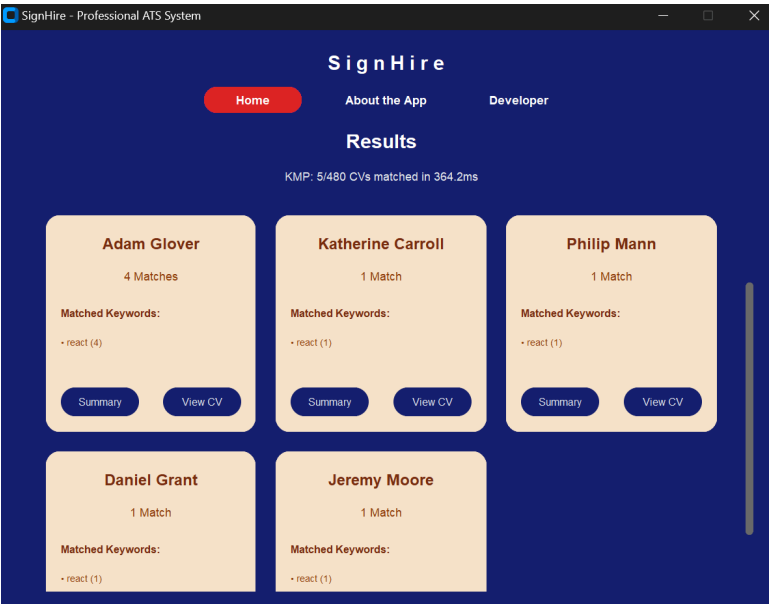 SignHire - Professional ATS System
SignHire
Home
About the App
Developer
Results
KMP: 5/480 CVs matched in 364.2ms
Adam Glover
4 Matches
Matched Keywords:
• react (4)
Summary
View CV
Katherine Carroll
1 Match
Matched Keywords:
• react (1)
Summary
View CV
Philip Mann
1 Match
Matched Keywords:
• react (1)
Summary
View CV
Daniel Grant
1 Match
Matched Keywords:
• react (1)
Jeremy Moore
1 Match
Matched Keywords:
• react (1)